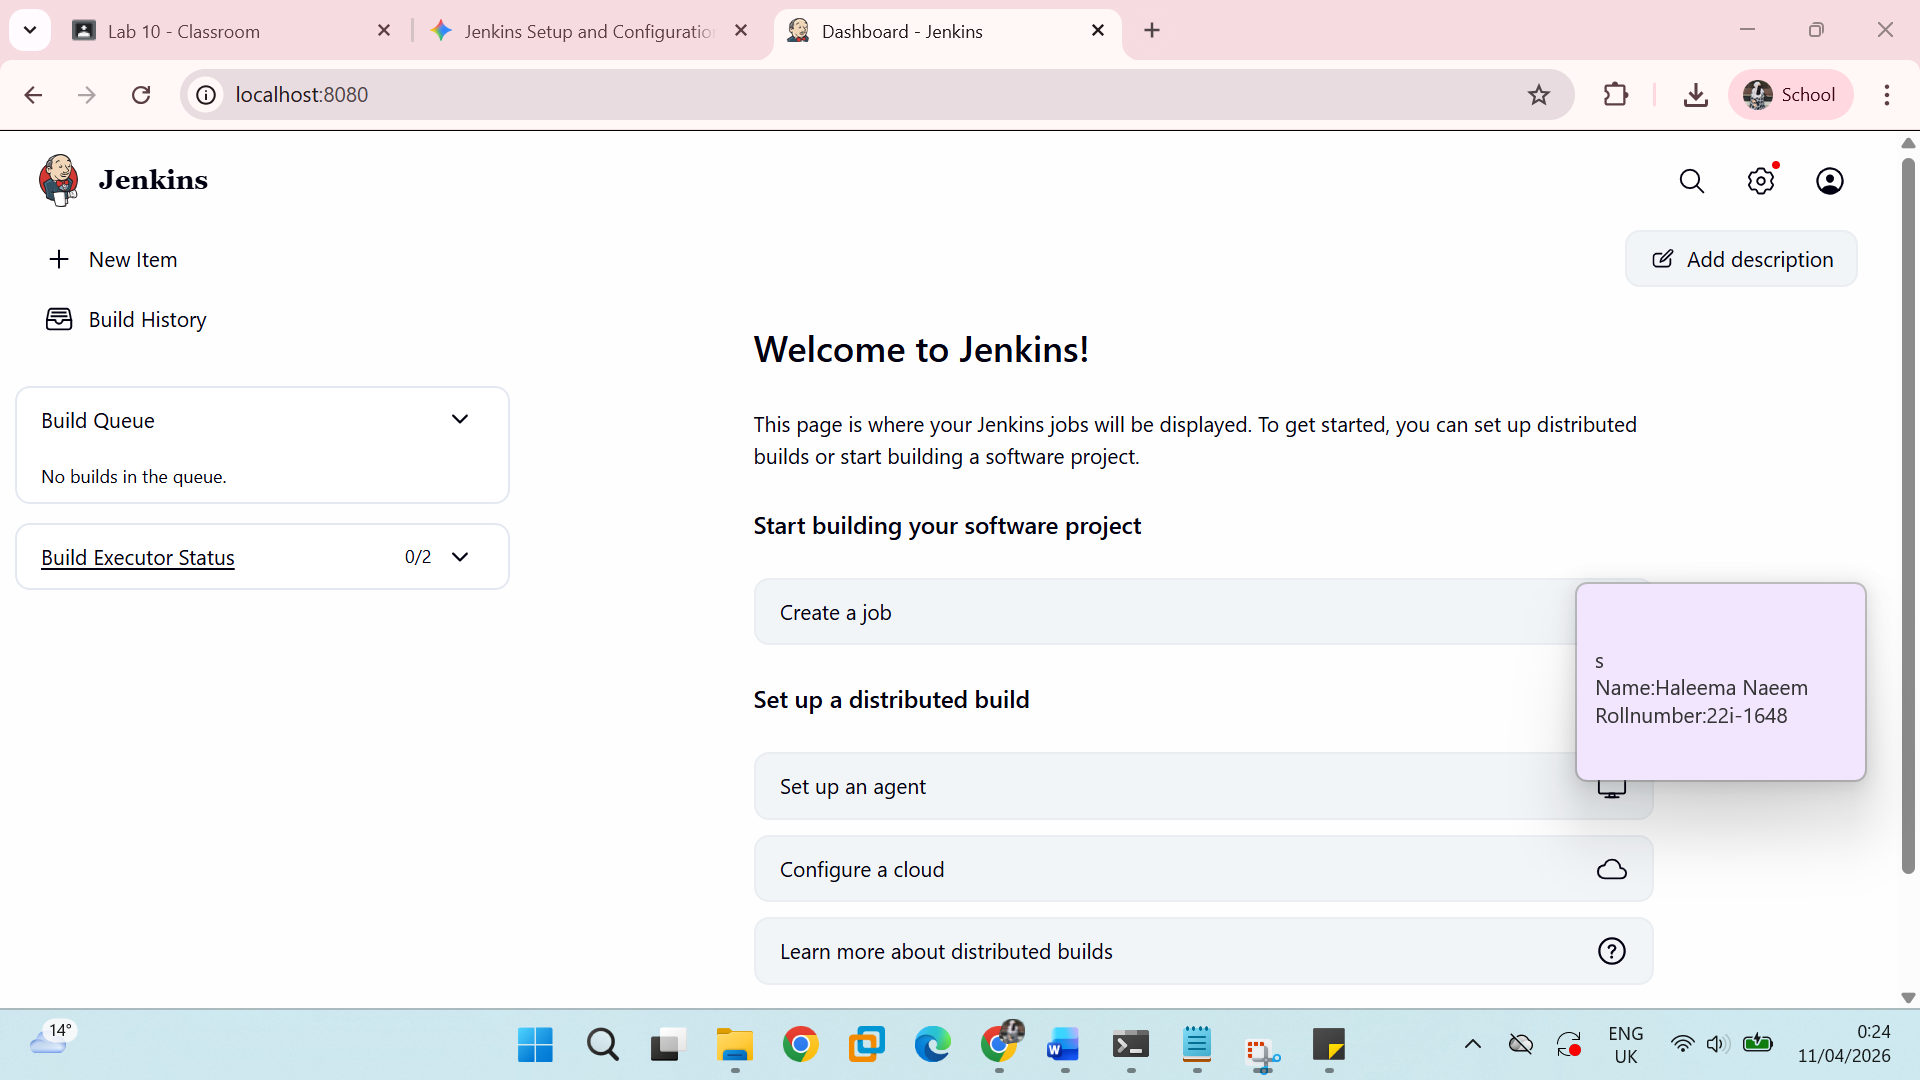 Lab 10 - Classroom
Jenkins Setup and Configuratio
Dashboard - Jenkins
localhost:8080
School
Jenkins
New Item
Add description
Build History
Welcome to Jenkins!
Build Queue
This page is where your Jenkins jobs will be displayed. To get started, you can set up distributed
builds or start building a software project.
No builds in the queue.
Start building your software project
Build Executor Status 0/2
Create a job
s
Name:Haleema Naeem
Rollnumber:22i-1648
Set up a distributed build
Set up an agent
Configure a cloud
Learn more about distributed builds
14°
ENG
UK
0:24
11/04/2026